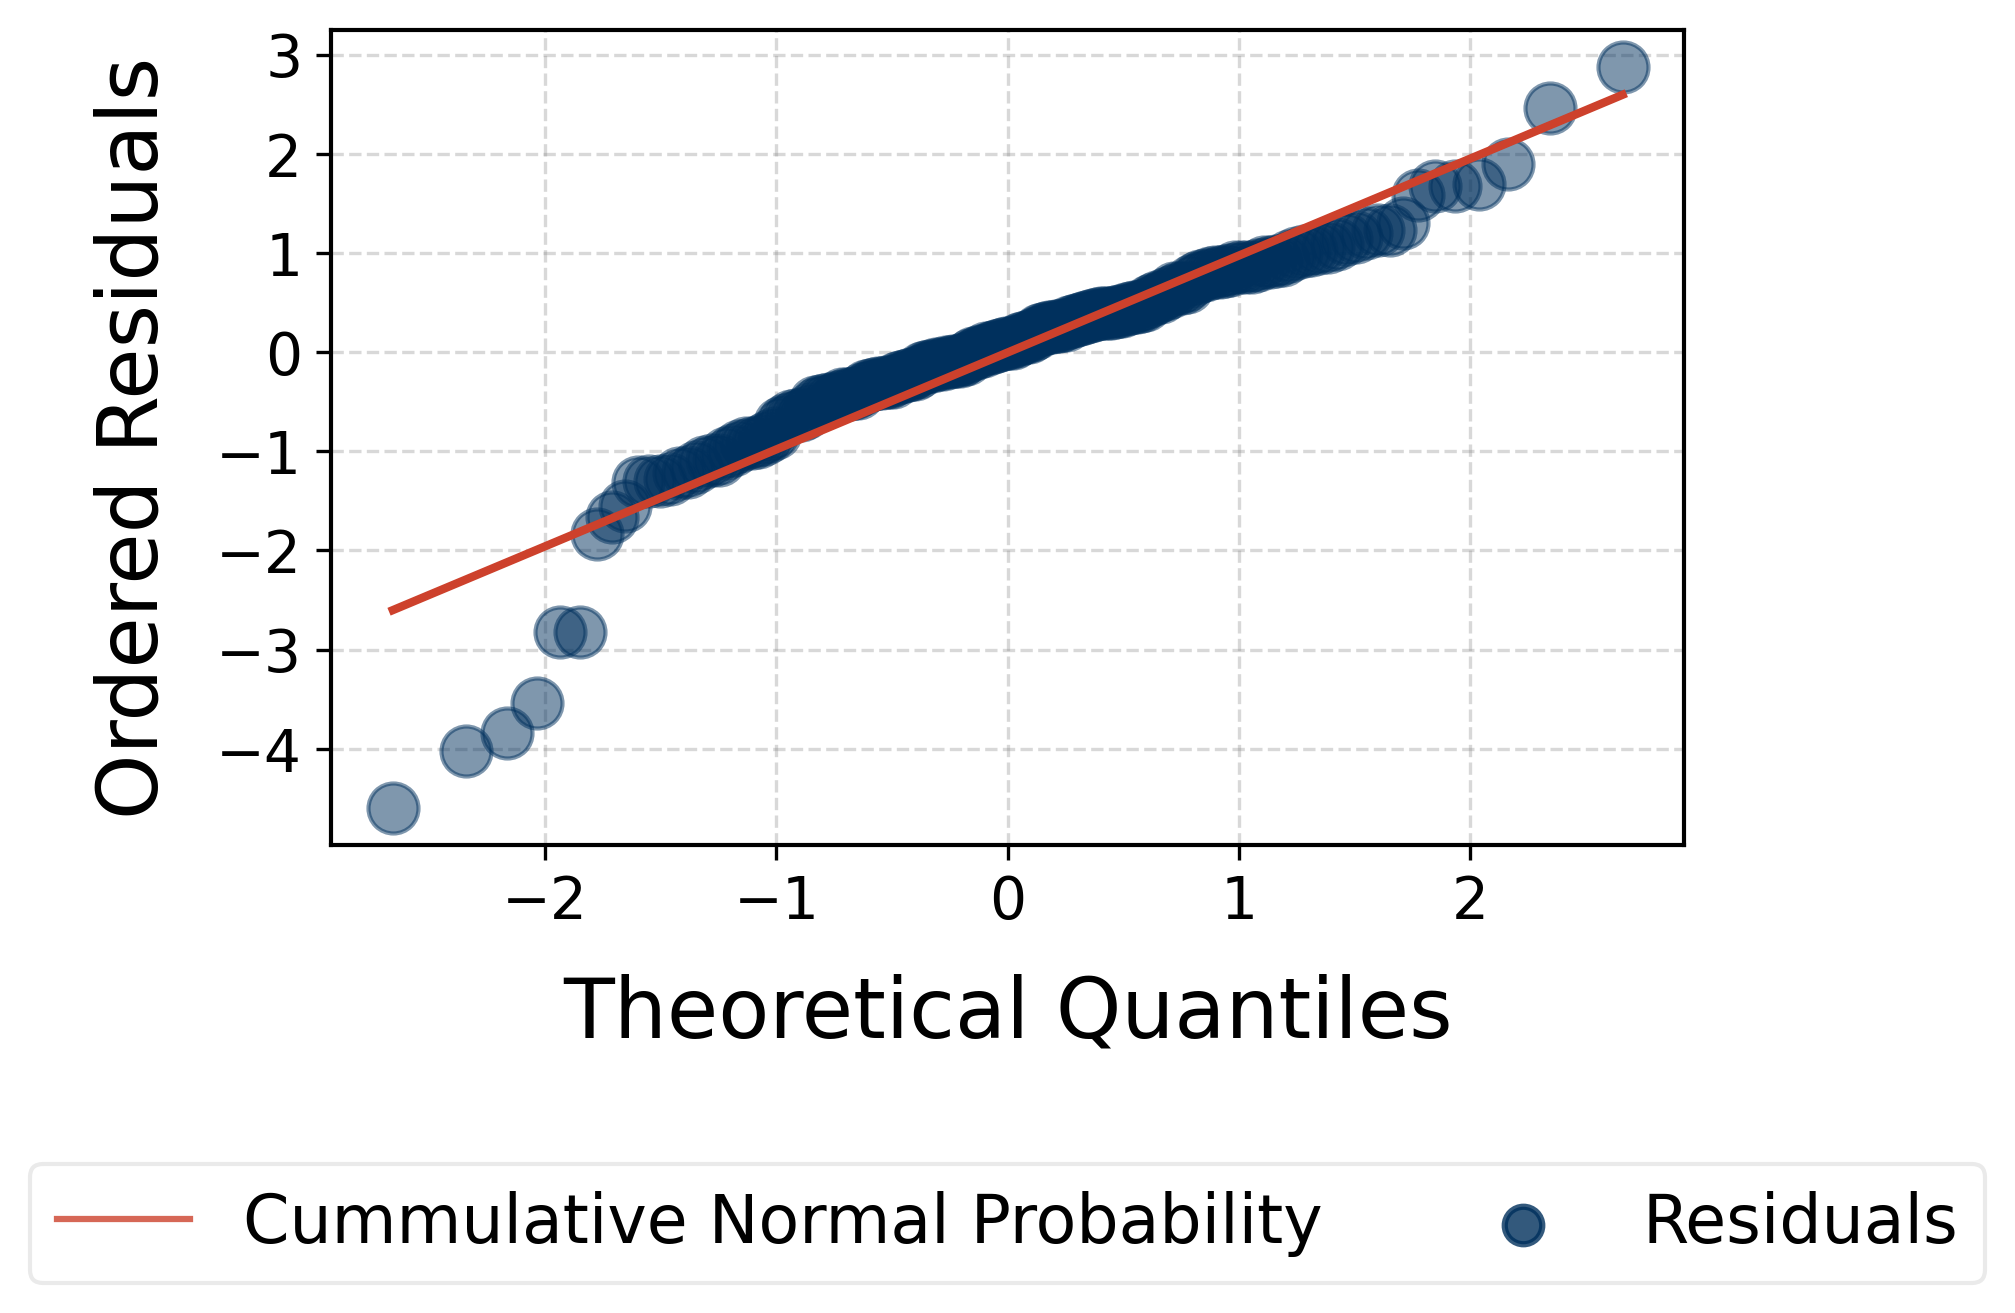 Ordered Residuals
3
2
1
0
−1
−2
−3
−4
−2 −1 0 1 2
Theoretical Quantiles
Cummulative Normal Probability Residuals